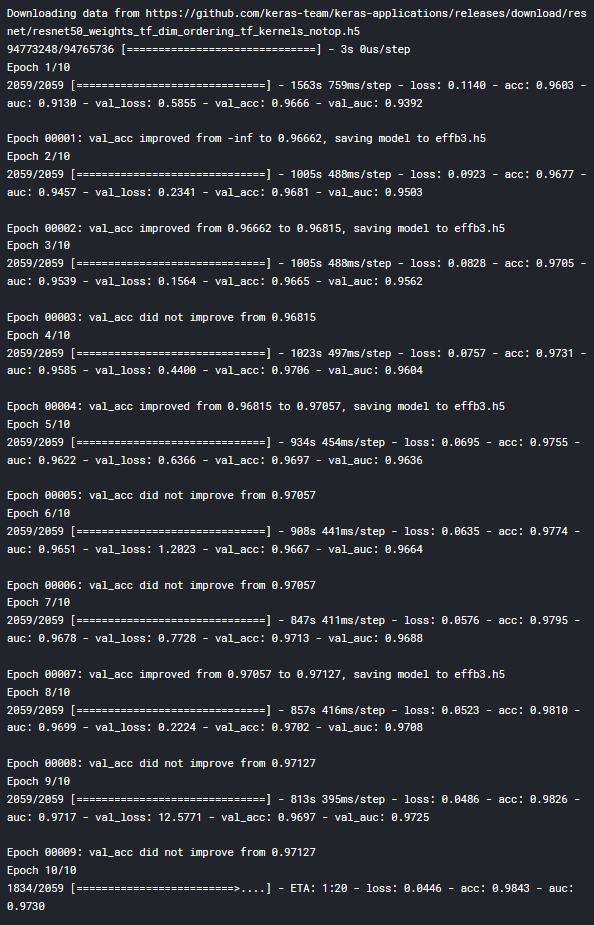 Downloading data from https://github.com/keras-team/keras-applications/releases/download/res
net/resnet50_weights_tf_dim_ordering_tf_kernels_notop.h5
94773248/94765736 [==============================] - 3s 0us/step
Epoch 1/10
2059/2059 [==============================] - 1563s 759ms/step - loss: 0.1140 - acc: 0.9603 -
auc: 0.9130 - val_loss: 0.5855 - val_acc: 0.9666 - val_auc: 0.9392

Epoch 00001: val_acc improved from -inf to 0.96662, saving model to effb3.h5
Epoch 2/10
2059/2059 [==============================] - 1005s 488ms/step - loss: 0.0923 - acc: 0.9677 -
auc: 0.9457 - val_loss: 0.2341 - val_acc: 0.9681 - val_auc: 0.9503

Epoch 00002: val_acc improved from 0.96662 to 0.96815, saving model to effb3.h5
Epoch 3/10
2059/2059 [==============================] - 1005s 488ms/step - loss: 0.0828 - acc: 0.9705 -
auc: 0.9539 - val_loss: 0.1564 - val_acc: 0.9665 - val_auc: 0.9562

Epoch 00003: val_acc did not improve from 0.96815
Epoch 4/10
2059/2059 [==============================] - 1023s 497ms/step - loss: 0.0757 - acc: 0.9731 -
auc: 0.9585 - val_loss: 0.4400 - val_acc: 0.9706 - val_auc: 0.9604

Epoch 00004: val_acc improved from 0.96815 to 0.97057, saving model to effb3.h5
Epoch 5/10
2059/2059 [==============================] - 934s 454ms/step - loss: 0.0695 - acc: 0.9755 -
auc: 0.9622 - val_loss: 0.6366 - val_acc: 0.9697 - val_auc: 0.9636

Epoch 00005: val_acc did not improve from 0.97057
Epoch 6/10
2059/2059 [==============================] - 908s 441ms/step - loss: 0.0635 - acc: 0.9774 -
auc: 0.9651 - val_loss: 1.2023 - val_acc: 0.9667 - val_auc: 0.9664

Epoch 00006: val_acc did not improve from 0.97057
Epoch 7/10
2059/2059 [==============================] - 847s 411ms/step - loss: 0.0576 - acc: 0.9795 -
auc: 0.9678 - val_loss: 0.7728 - val_acc: 0.9713 - val_auc: 0.9688

Epoch 00007: val_acc improved from 0.97057 to 0.97127, saving model to effb3.h5
Epoch 8/10
2059/2059 [==============================] - 857s 416ms/step - loss: 0.0523 - acc: 0.9810 -
auc: 0.9699 - val_loss: 0.2224 - val_acc: 0.9702 - val_auc: 0.9708

Epoch 00008: val_acc did not improve from 0.97127
Epoch 9/10
2059/2059 [==============================] - 813s 395ms/step - loss: 0.0486 - acc: 0.9826 -
auc: 0.9717 - val_loss: 12.5771 - val_acc: 0.9697 - val_auc: 0.9725

Epoch 00009: val_acc did not improve from 0.97127
Epoch 10/10
1834/2059 [=========================>....] - ETA: 1:20 - loss: 0.0446 - acc: 0.9843 - auc:
0.9730